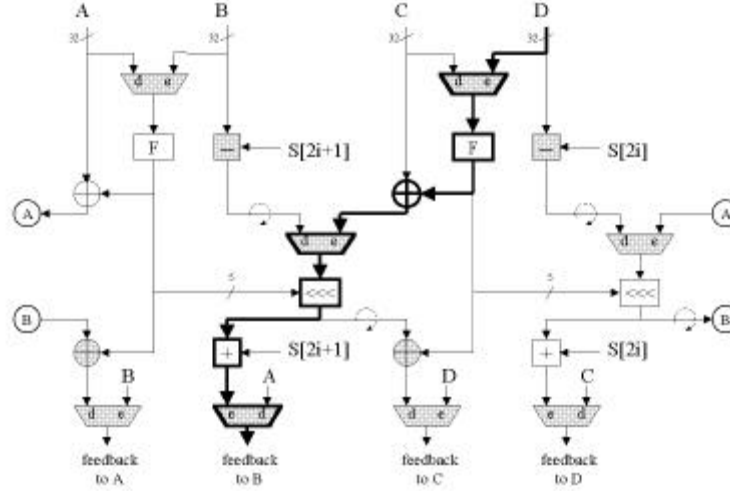 A B C D
32 32 32 32
d e d e
F - S[2i+1] F - S[2i]
A A
d e d e
5 <<< 5 <<<
B B
+ S[2i+1] + S[2i]
B A D C
d e e d d e e d
feedback feedback feedback feedback
to A to B to C to D